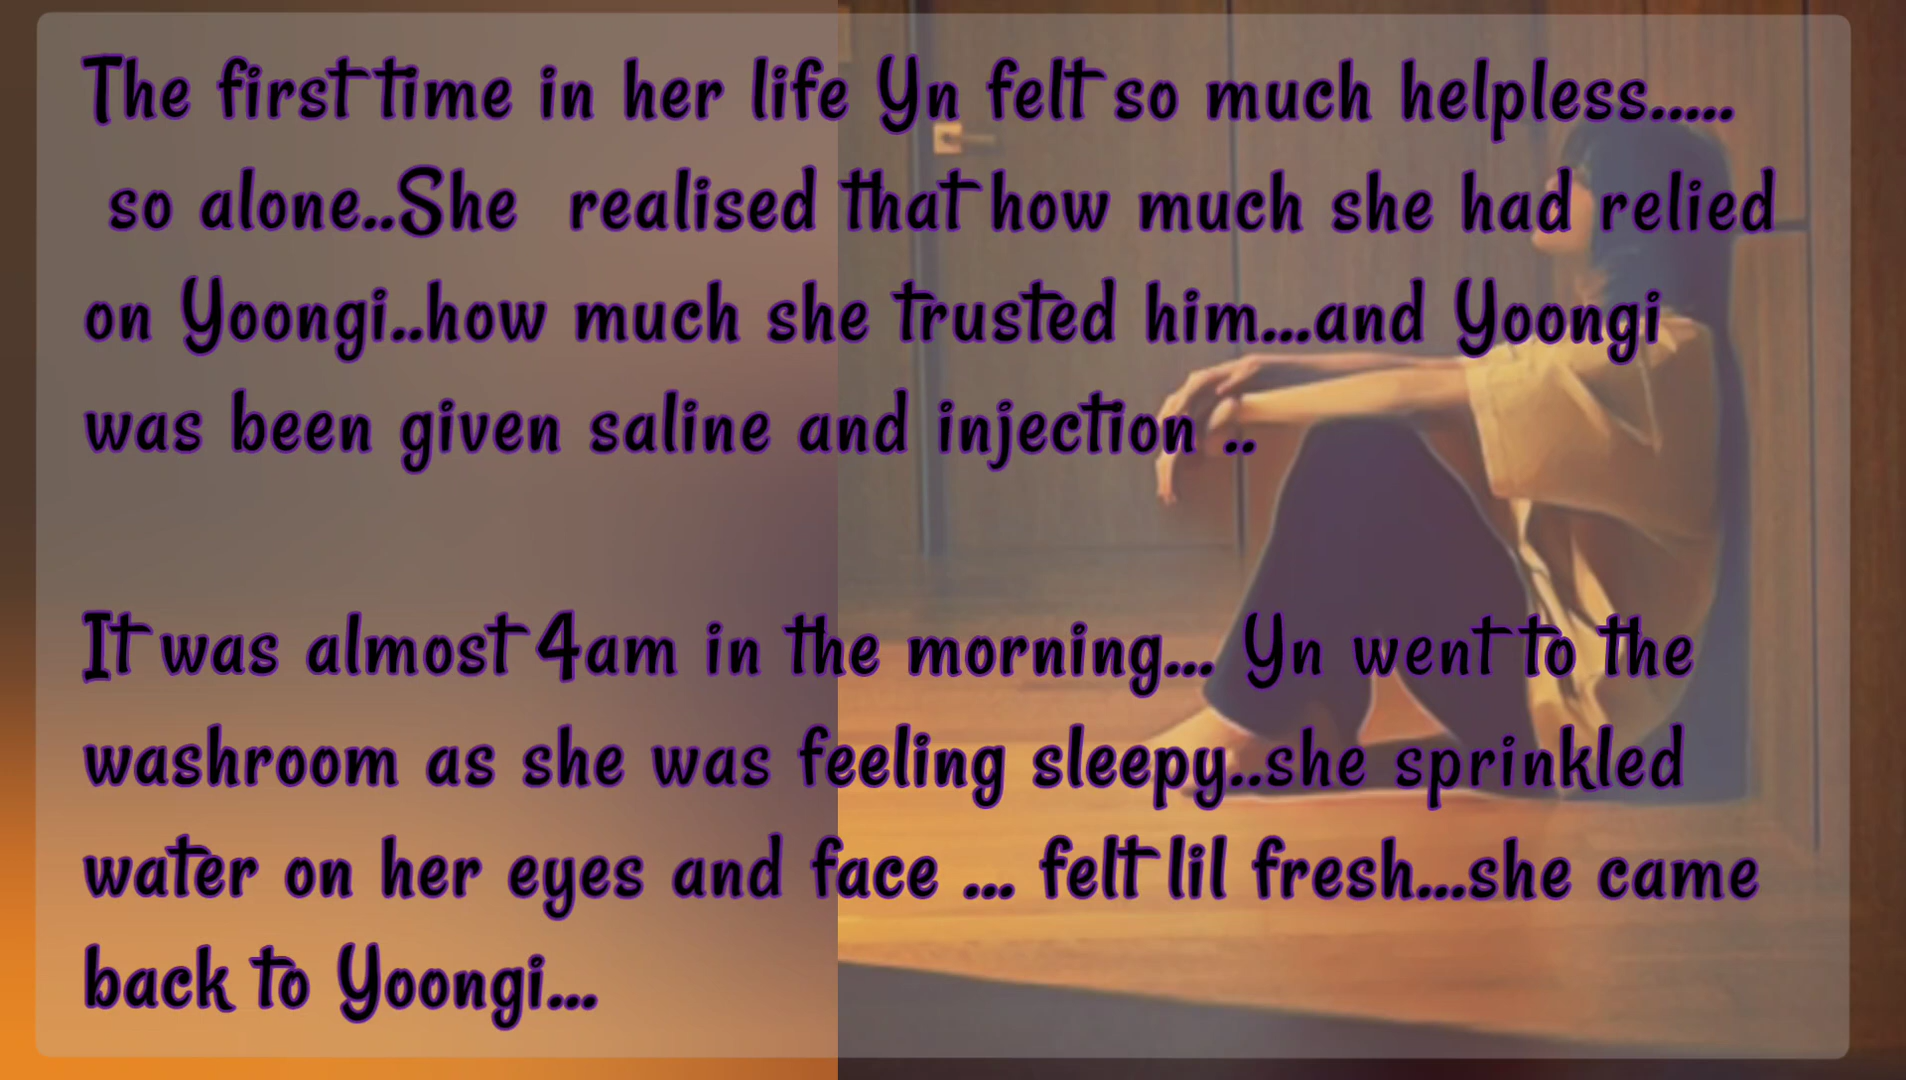 The first time in her life Yn felt so much helpless.....
so alone..She realised that how much she had relied
on Yoongi..how much she trusted him...and Yoongi
was been given saline and injection ..
It was almost 4am in the morning... Yn went to the
washroom as she was feeling sleepy..she sprinkled
water on her eyes and face ... felt lil fresh...she came
back to Yoongi...